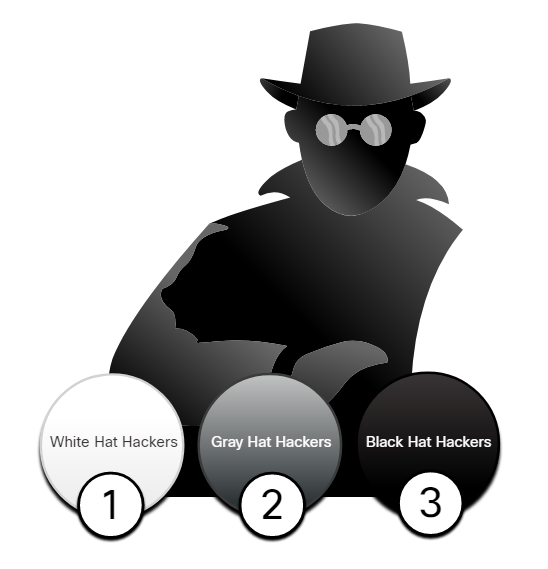 White Hat Hackers
Gray Hat Hackers
Black Hat Hackers
1
2
3